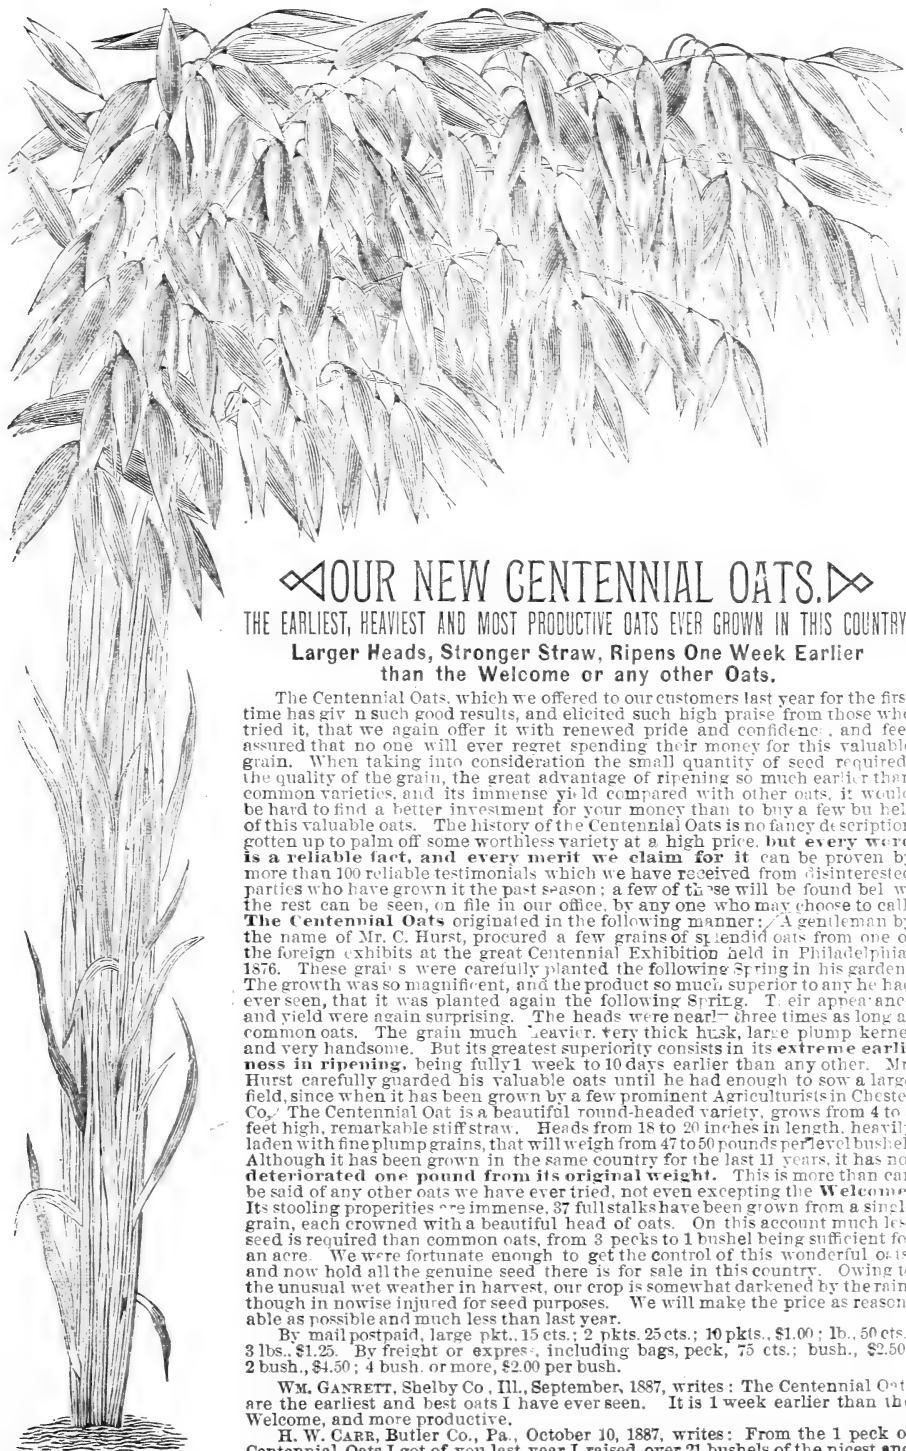 OUR NEW CENTENNIAL OATS.
THE EARLIEST, HEAVIEST AND MOST PRODUCTIVE OATS EVER GROWN IN THIS COUNTRY
Larger Heads, Stronger Straw, Ripens One Week Earlier
than the Welcome or any other Oats.
The Centennial Oats, which we offered to our customers last year for the firs
time has giv n such good results, and elicited such high praise from those who
tried it, that we again offer it with renewed pride and confidenc , and fee
assured that no one will ever regret spending their money for this valuabl
grain. When taking into consideration the small quantity of seed required
the quality of the grain, the great advantage of ripening so much earlier than
common varieties, and its immense yield compared with other oats, it would
be hard to find a better investment for your money than to buy a few bu hel
of this valuable oats. The history of the Centennial Oats is no fancy description
gotten up to palm off some worthless variety at a high price, but every word
is a reliable fact, and every merit we claim for it can be proven by
more than 100 reliable testimonials which we have received from disinterested
parties who have grown it the past season; a few of these will be found bel w
the rest can be seen, on file in our office, by any one who may choose to call
The Centennial Oats originated in the following manner: A gentleman by
the name of Mr. C. Hurst, procured a few grains of splendid oats from one o
the foreign exhibits at the great Centennial Exhibition held in Philadelphia
1876. These grai s were carefully planted the following Spring in his garden
The growth was so magnificent, and the product so much superior to any he had
ever seen, that it was planted again the following Spring. T eir appearanc
and yield were again surprising. The heads were nearl three times as long a
common oats. The grain much heavier, very thick husk, large plump kerne
and very handsome. But its greatest superiority consists in its extreme earli
ness in ripening, being fully 1 week to 10 days earlier than any other. Mr
Hurst carefully guarded his valuable oats until he had enough to sow a large
field, since when it has been grown by a few prominent Agriculturists in Cheste
Co. The Centennial Oat is a beautiful round-headed variety, grows from 4 to
feet high, remarkable stiff straw. Heads from 18 to 20 inches in length, heavily
laden with fine plump grains, that will weigh from 47 to 50 pounds per level bushel
Although it has been grown in the same country for the last 11 years, it has no
deteriorated one pound from its original weight. This is more than can
be said of any other oats we have ever tried, not even excepting the Welcome
Its stooling properities are immense, 37 full stalks have been grown from a singl
grain, each crowned with a beautiful head of oats. On this account much les
seed is required than common oats, from 3 pecks to 1 bushel being sufficient fo
an acre. We were fortunate enough to get the control of this wonderful oats
and now hold all the genuine seed there is for sale in this country. Owing t
the unusual wet weather in harvest, our crop is somewhat darkened by the rain
though in nowise injured for seed purposes. We will make the price as reason
able as possible and much less than last year.
By mail postpaid, large pkt., 15 cts.; 2 pkts. 25 cts.; 10 pkts., $1.00; lb., 50 cts.
3 lbs., $1.25. By freight or express, including bags, peck, 75 cts.; bush., $2.50
2 bush., $4.50; 4 bush. or more, $2.00 per bush.
WM. GANRETT, Shelby Co., Ill., September, 1887, writes: The Centennial Oat
are the earliest and best oats I have ever seen. It is 1 week earlier than the
Welcome, and more productive.
H. W. CARR, Butler Co., Pa., October 10, 1887, writes: From the 1 peck o
Centennial Oats I got of you last year I raised over 21 bushels of the nicest and